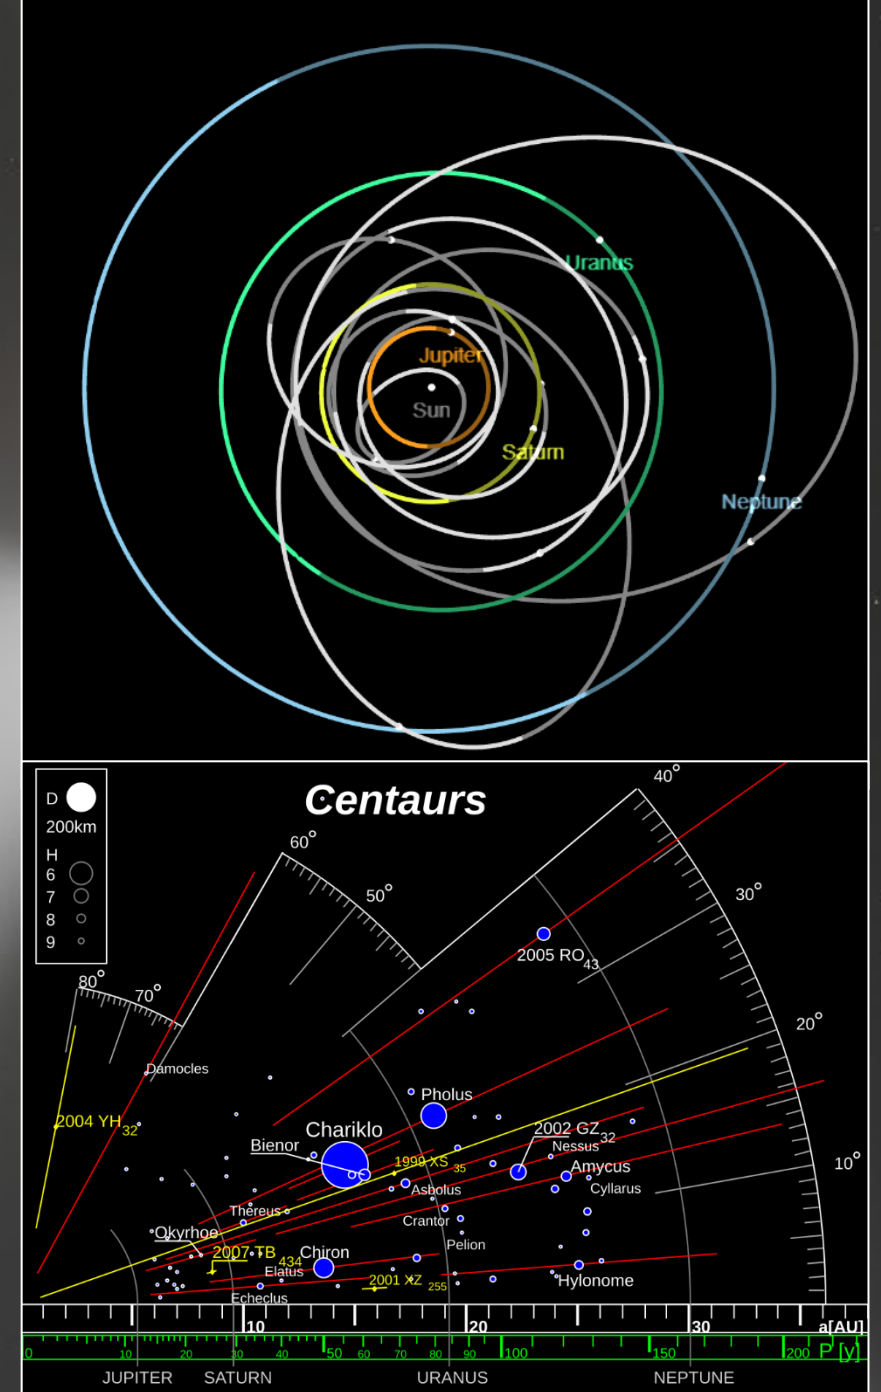 Uranus
Jupiter
Sun
Saturn
Neptune
Centaurs
D
200km
H
6
7
8
9
40°
60°
50°
30°
2005 RO43
80°
70°
20°
Damocles
Pholus
2004 YH32
Chariklo
2002 GZ32
Bienor
Nessus
1999 XS35
Amycus
10°
Asbolus
Cyllarus
Thereus
Crantor
Okyrhoe
Pelion
2007 TB434
Chiron
Elatus
2001 XZ255
Hylonome
Echeclus
10 20 30 a[AU]
0 10 20 30 40 50 60 70 80 90 100 150 200 P [y]
JUPITER SATURN URANUS NEPTUNE